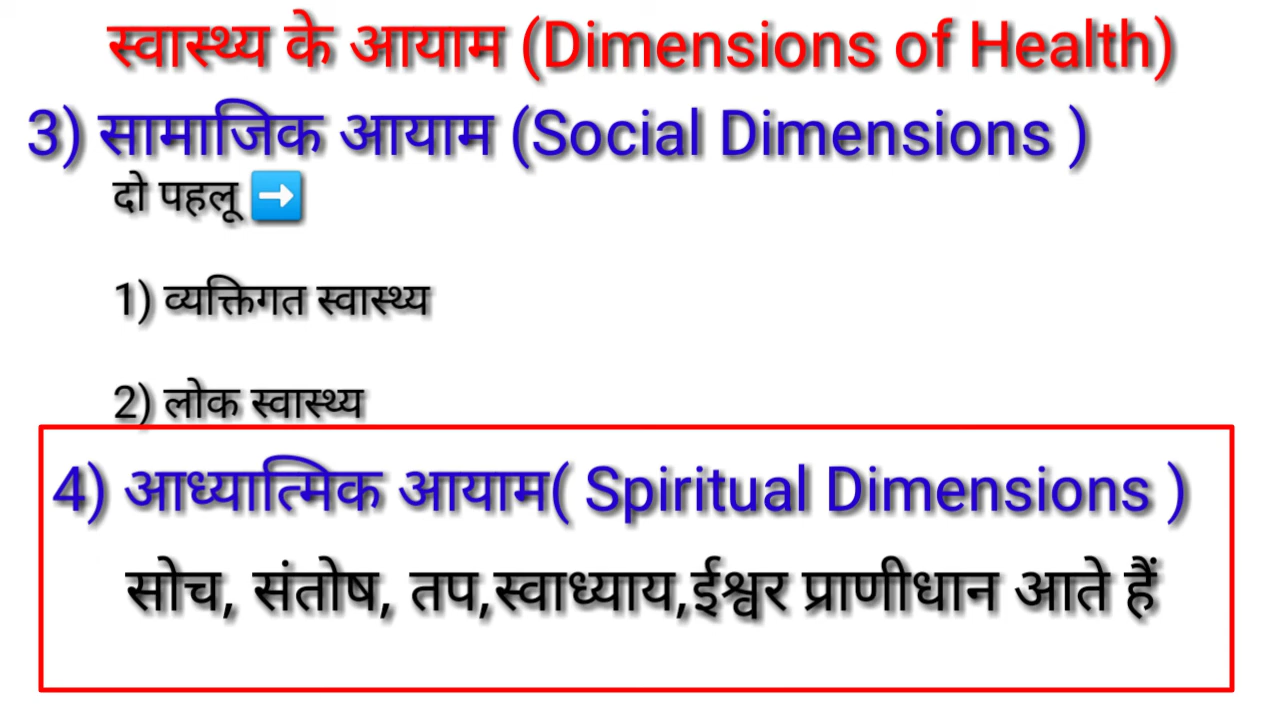 स्वास्थ्य के आयाम (Dimensions of Health)
3) सामाजिक आयाम (Social Dimensions )
दो पहलू ➡
1) व्यक्तिगत स्वास्थ्य
2) लोक स्वास्थ्य
4) आध्यात्मिक आयाम( Spiritual Dimensions )
सोच, संतोष, तप,स्वाध्याय,ईश्वर प्राणीधान आते हैं